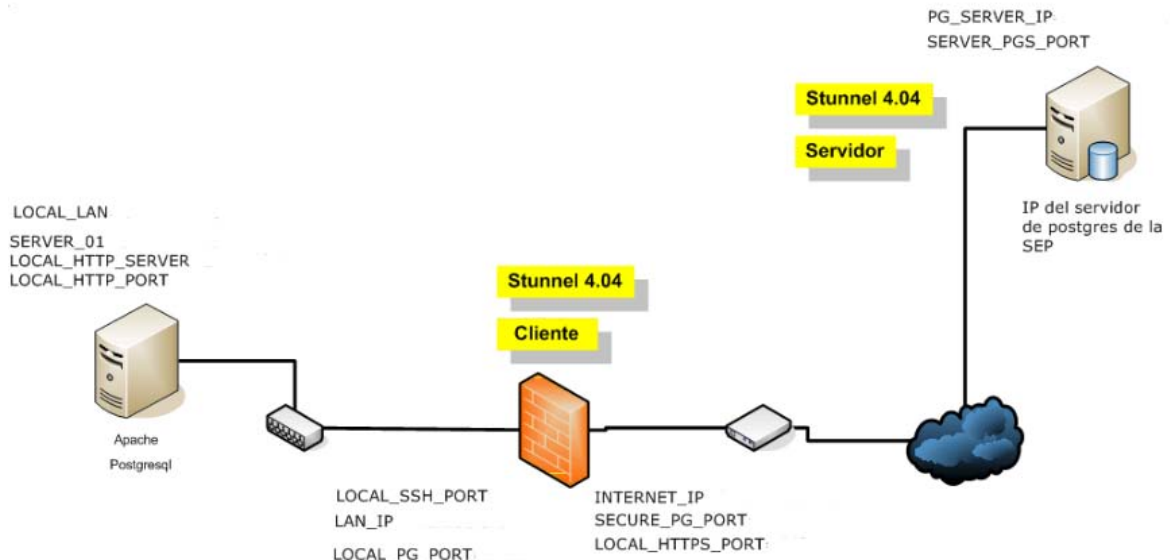 PG_SERVER_IP
SERVER_PGS_PORT
Stunnel 4.04
Servidor
IP del servidor
de postgres de la
SEP
LOCAL_LAN
SERVER_01
LOCAL_HTTP_SERVER
LOCAL_HTTP_PORT
Stunnel 4.04
Cliente
Apache
Postgresql
LOCAL_SSH_PORT
LAN_IP
LOCAL_PG_PORT
INTERNET_IP
SECURE_PG_PORT
LOCAL_HTTPS_PORT